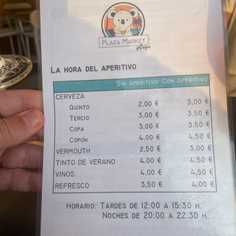 Plaza Market
La hora del aperitivo
Sin Aperitivo Con Aperitivo
Cerveza
Quinto 2,00 € 3,00 €
Tercio 3,00 € 3,50 €
Copa 3,00 € 3,50 €
Copón 4,00 € 4,50 €
Vermouth 2,50 € 3,00 €
Tinto de verano 4,00 € 4,50 €
Vinos 4,00 € 4,50 €
Refresco 3,50 € 4,00 €
Horario: Tardes de 12:00 a 15:30 h.
Noches de 20:00 a 22.30 h.